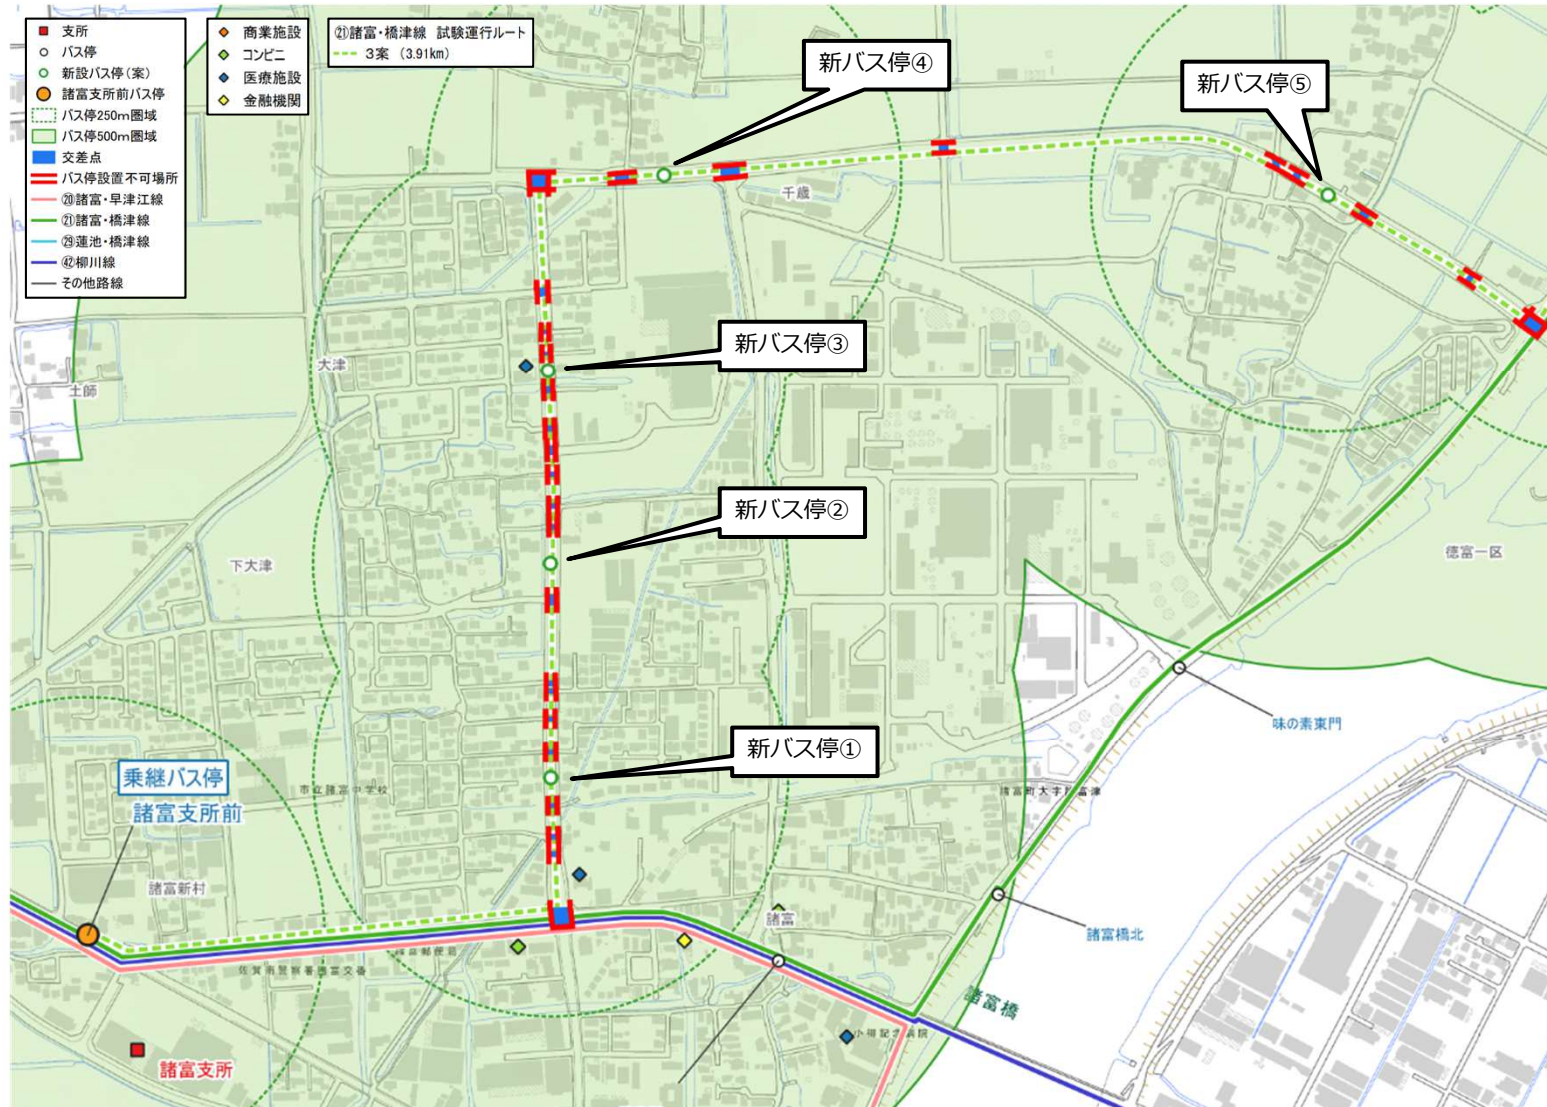 支所
バス停
新設バス停(案)
諸富支所前バス停
バス停250m圏域
バス停500m圏域
交差点
バス停設置不可場所
⑳諸富・早津江線
㉑諸富・橋津線
㉙蓮池・橋津線
㊷柳川線
その他路線
商業施設
コンビニ
医療施設
金融機関
㉑諸富・橋津線 試験運行ルート
3案 (3.91km)
新バス停④
新バス停⑤
千歳
新バス停③
大津
土師
新バス停②
徳富一区
下大津
味の素東門
新バス停①
乗継バス停
諸富支所前
市立諸富中学校
諸富新村
諸富
諸富橋北
諸富橋
小柳記念病院
諸富支所